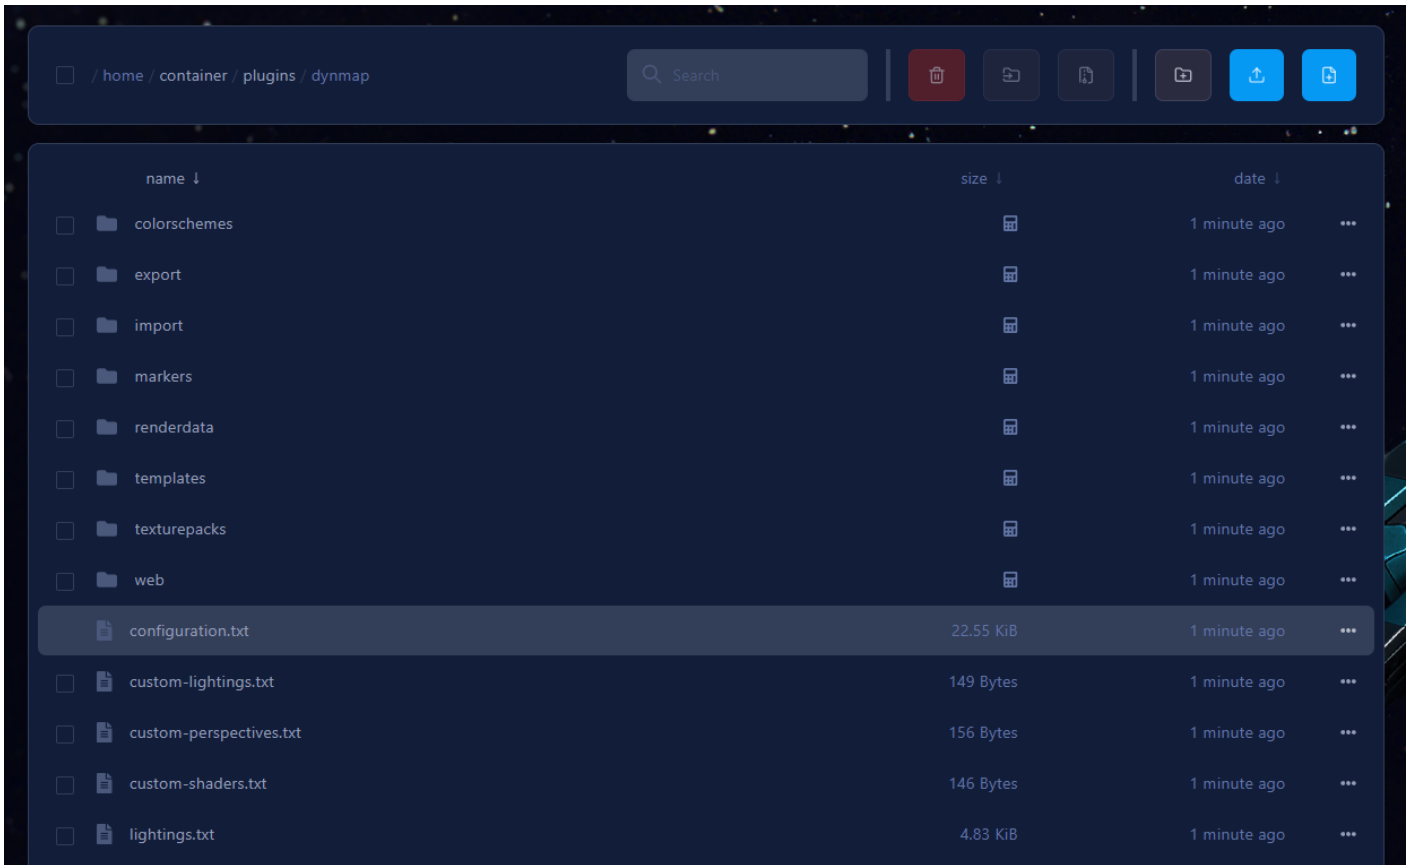 / home / container / plugins / dynmap Search
name ↓ size ↓ date ↓
colorschemes 1 minute ago
export 1 minute ago
import 1 minute ago
markers 1 minute ago
renderdata 1 minute ago
templates 1 minute ago
texturepacks 1 minute ago
web 1 minute ago
configuration.txt 22.55 KiB 1 minute ago
custom-lightings.txt 149 Bytes 1 minute ago
custom-perspectives.txt 156 Bytes 1 minute ago
custom-shaders.txt 146 Bytes 1 minute ago
lightings.txt 4.83 KiB 1 minute ago